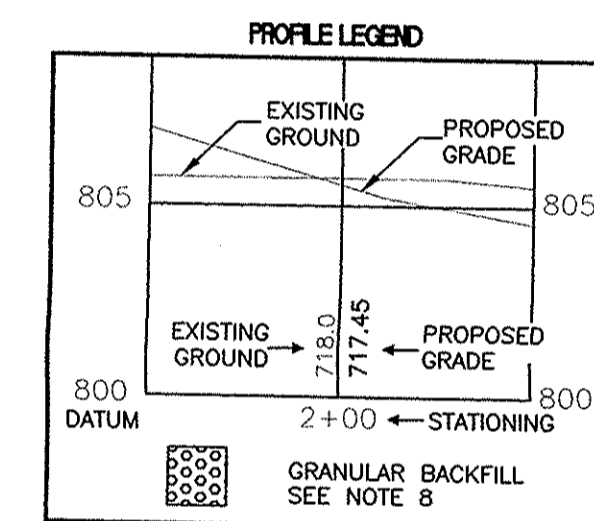 PROFILE LEGEND
EXISTING
GROUND
PROPOSED
GRADE
805
805
EXISTING
GROUND
718.0
717.45
PROPOSED
GRADE
800
800
DATUM
2+00
STATIONING
GRANULAR BACKFILL
SEE NOTE 8